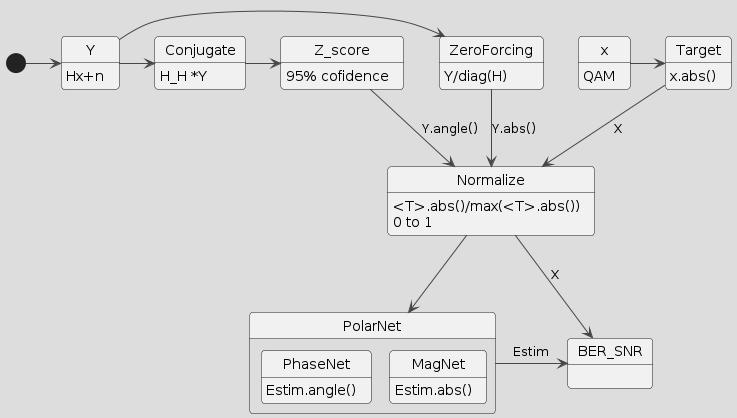 Y
Hx+n
Conjugate
H_H *Y
Z_score
95% cofidence
ZeroForcing
Y/diag(H)
x
QAM
Target
x.abs()
Y.angle()
Y.abs()
X
Normalize
<T>.abs()/max(<T>.abs())
0 to 1
X
PolarNet
PhaseNet
Estim.angle()
MagNet
Estim.abs()
Estim
BER_SNR